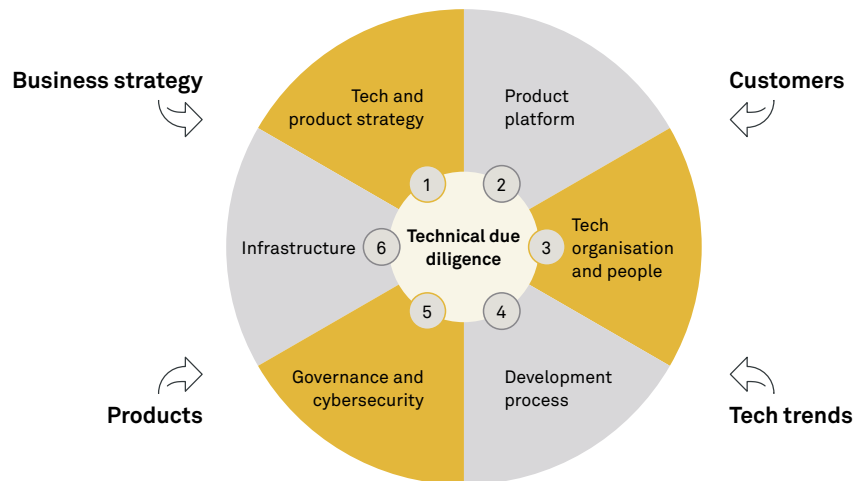 Business strategy
Customers
Tech and
product strategy
Product
platform
1
2
Infrastructure
6
Technical due
diligence
3
Tech
organisation
and people
5
4
Governance and
cybersecurity
Development
process
Products
Tech trends